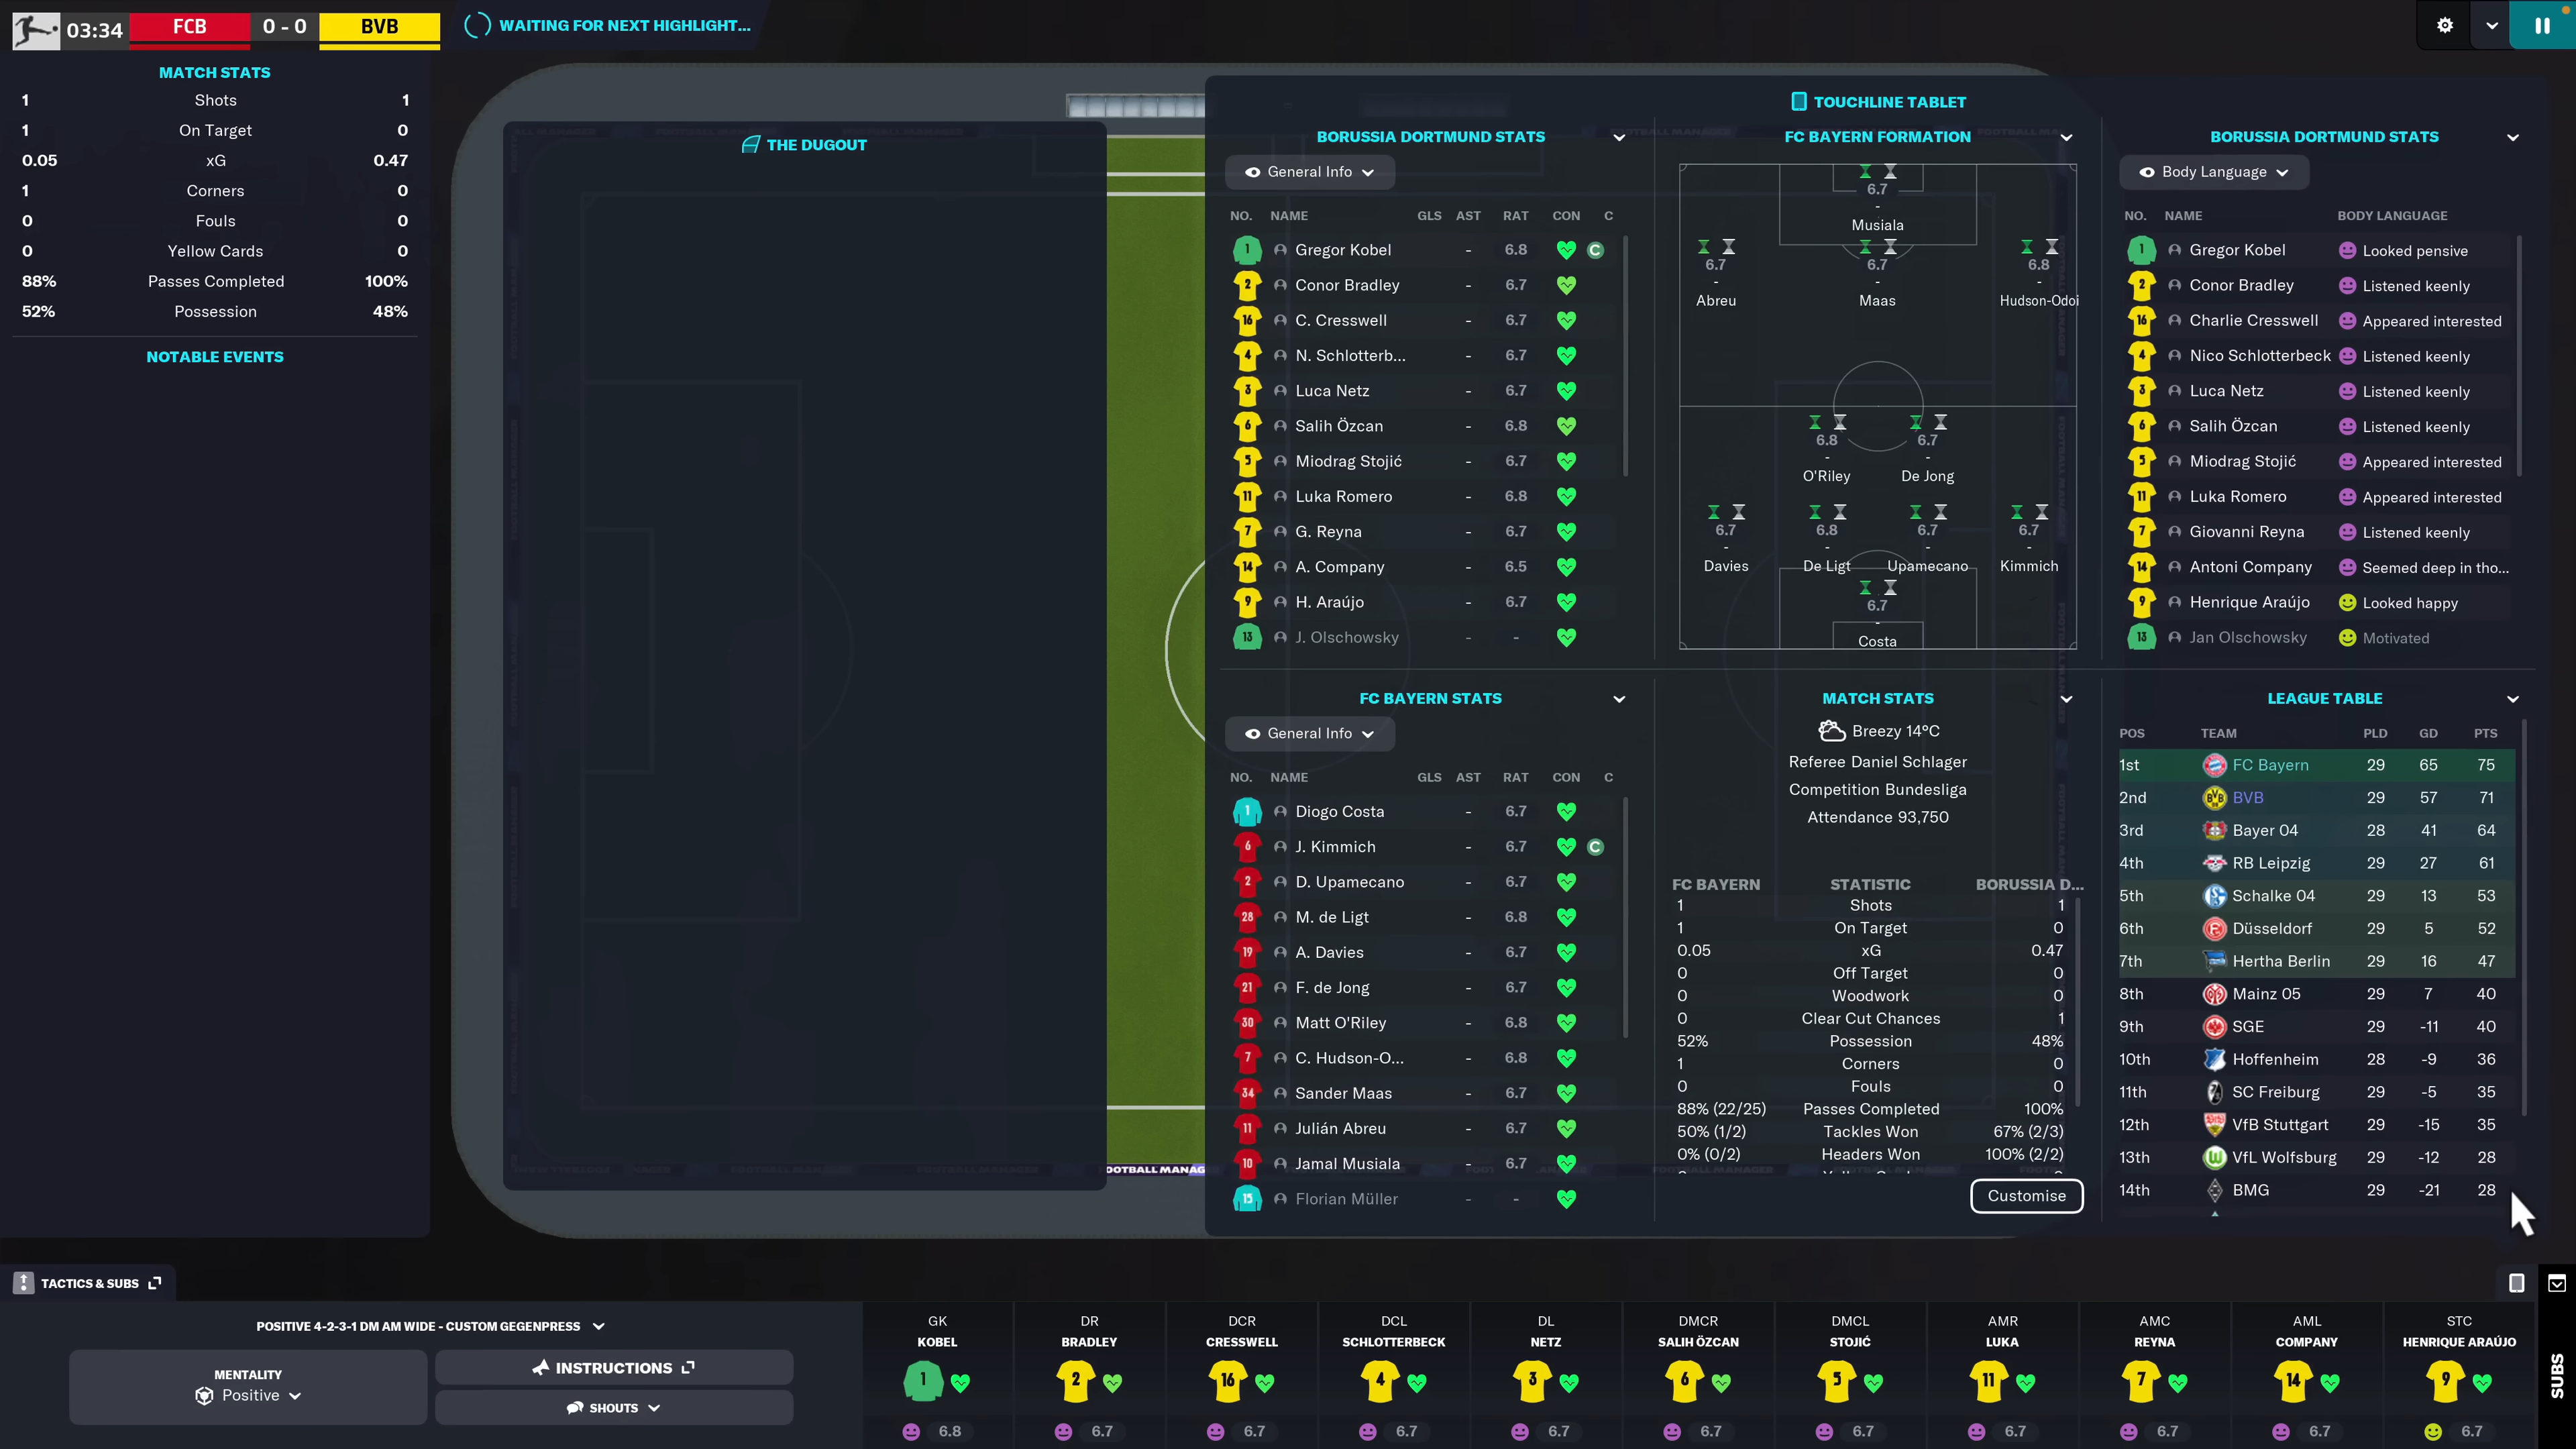 03:34 FCB 0 - 0 BVB WAITING FOR NEXT HIGHLIGHT...
MATCH STATS
1 Shots 1
1 On Target 0
0.05 xG 0.47
1 Corners 0
0 Fouls 0
0 Yellow Cards 0
88% Passes Completed 100%
52% Possession 48%
NOTABLE EVENTS
THE DUGOUT
TOUCHLINE TABLET
BORUSSIA DORTMUND STATS
General Info
NO. NAME GLS AST RAT CON C
1 Gregor Kobel - 6.8 C
2 Conor Bradley - 6.7
16 C. Cresswell - 6.7
4 N. Schlotterb... - 6.7
3 Luca Netz - 6.7
6 Salih Özcan - 6.8
5 Miodrag Stojić - 6.7
11 Luka Romero - 6.8
7 G. Reyna - 6.7
14 A. Company - 6.5
9 H. Araújo - 6.7
13 J. Olschowsky - -
FC BAYERN FORMATION
6.7
-
Musiala
6.7 6.7 6.8
- - -
Abreu Maas Hudson-Odoi
6.8 6.7
- -
O'Riley De Jong
6.7 6.8 6.7 6.7
- - - -
Davies De Ligt Upamecano Kimmich
6.7
-
Costa
BORUSSIA DORTMUND STATS
Body Language
NO. NAME BODY LANGUAGE
1 Gregor Kobel Looked pensive
2 Conor Bradley Listened keenly
16 Charlie Cresswell Appeared interested
4 Nico Schlotterbeck Listened keenly
3 Luca Netz Listened keenly
6 Salih Özcan Listened keenly
5 Miodrag Stojić Appeared interested
11 Luka Romero Appeared interested
7 Giovanni Reyna Listened keenly
14 Antoni Company Seemed deep in tho...
9 Henrique Araújo Looked happy
13 Jan Olschowsky Motivated
FC BAYERN STATS
General Info
NO. NAME GLS AST RAT CON C
1 Diogo Costa - 6.7
6 J. Kimmich - 6.7 C
2 D. Upamecano - 6.7
28 M. de Ligt - 6.8
19 A. Davies - 6.7
21 F. de Jong - 6.7
30 Matt O'Riley - 6.8
7 C. Hudson-O... - 6.8
34 Sander Maas - 6.7
11 Julián Abreu - 6.7
10 Jamal Musiala - 6.7
15 Florian Müller - -
MATCH STATS
Breezy 14°C
Referee Daniel Schlager
Competition Bundesliga
Attendance 93,750
FC BAYERN STATISTIC BORUSSIA D...
1 Shots 1
1 On Target 0
0.05 xG 0.47
0 Off Target 0
0 Woodwork 0
0 Clear Cut Chances 1
52% Possession 48%
1 Corners 0
0 Fouls 0
88% (22/25) Passes Completed 100%
50% (1/2) Tackles Won 67% (2/3)
0% (0/2) Headers Won 100% (2/2)
Customise
LEAGUE TABLE
POS TEAM PLD GD PTS
1st FC Bayern 29 65 75
2nd BVB 29 57 71
3rd Bayer 04 28 41 64
4th RB Leipzig 29 27 61
5th Schalke 04 29 13 53
6th Düsseldorf 29 5 52
7th Hertha Berlin 29 16 47
8th Mainz 05 29 7 40
9th SGE 29 -11 40
10th Hoffenheim 28 -9 36
11th SC Freiburg 29 -5 35
12th VfB Stuttgart 29 -15 35
13th VfL Wolfsburg 29 -12 28
14th BMG 29 -21 28
OOTBALL MANAG
TACTICS & SUBS
POSITIVE 4-2-3-1 DM AM WIDE - CUSTOM GEGENPRESS
MENTALITY
Positive
INSTRUCTIONS
SHOUTS
GK DR DCR DCL DL DMCR DMCL AMR AMC AML STC
KOBEL BRADLEY CRESSWELL SCHLOTTERBECK NETZ SALIH ÖZCAN STOJIĆ LUKA REYNA COMPANY HENRIQUE ARAÚJO
1 2 16 4 3 6 5 11 7 14 9
6.8 6.7 6.7 6.7 6.7 6.7 6.7 6.7 6.7 6.7 6.7
SUBS